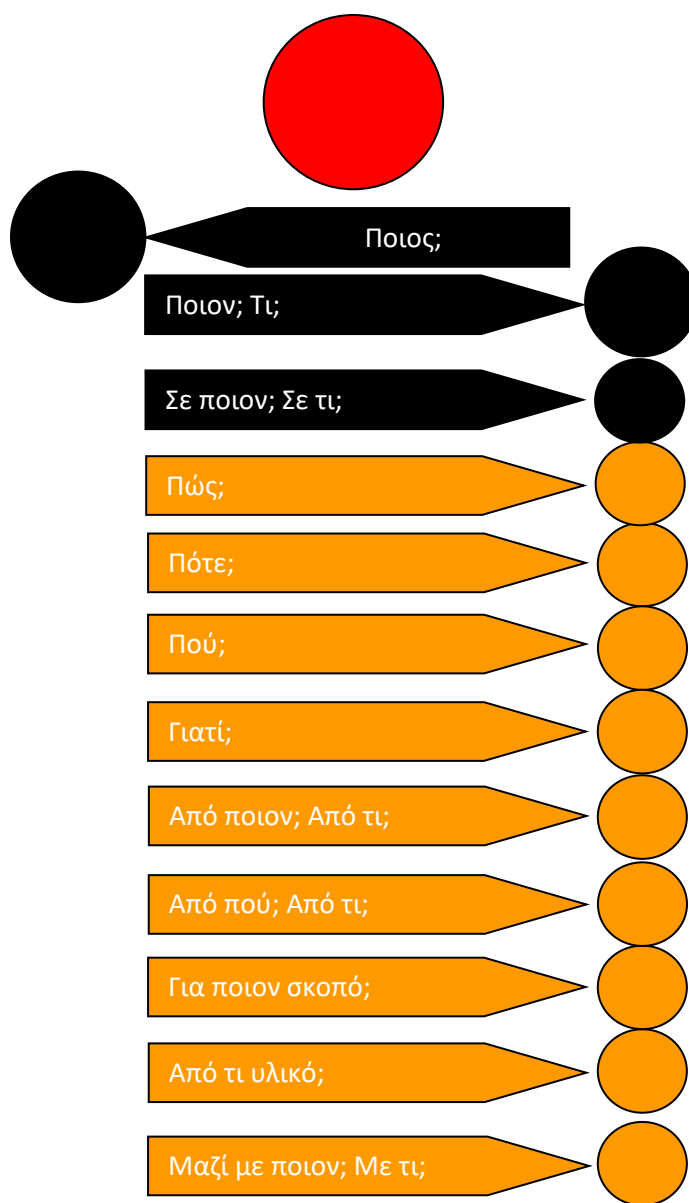 Ποιος;
Ποιον; Τι;
Σε ποιον; Σε τι;
Πώς;
Πότε;
Πού;
Γιατί;
Από ποιον; Από τι;
Από πού; Από τι;
Για ποιον σκοπό;
Από τι υλικό;
Μαζί με ποιον; Με τι;